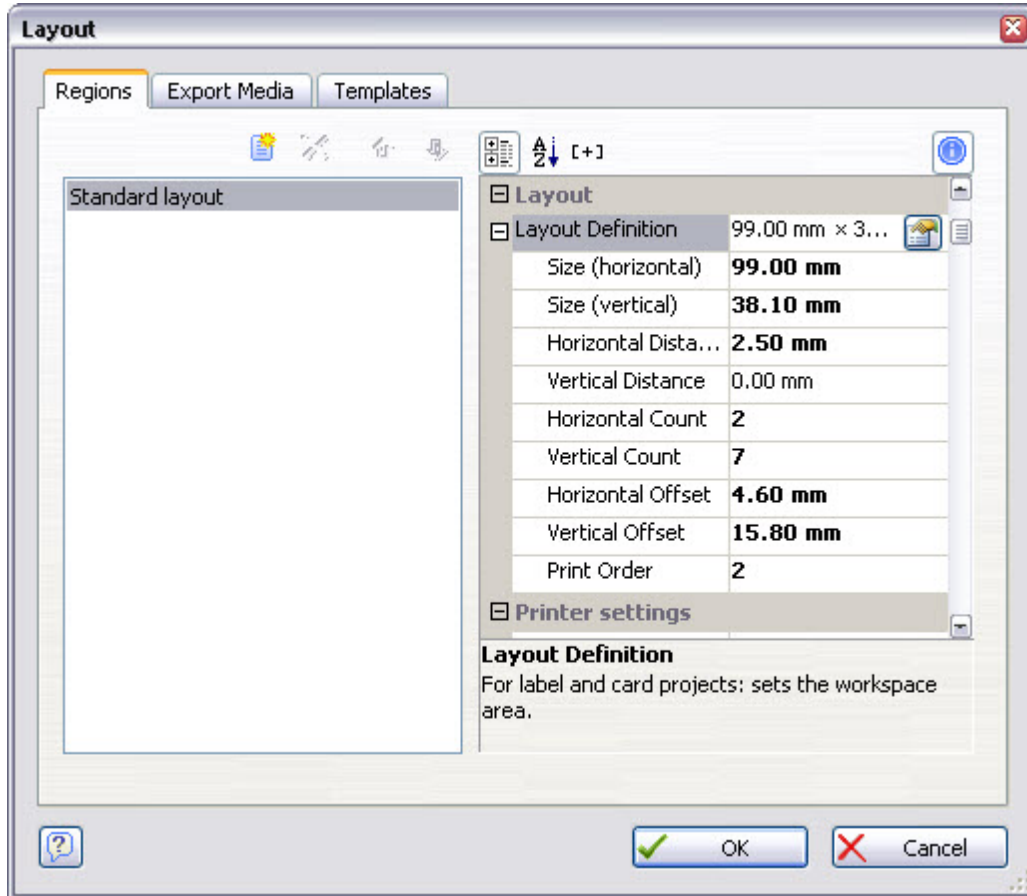 Layout
Regions Export Media Templates
A Z [+]
Standard layout
Layout
Layout Definition 99.00 mm × 3...
Size (horizontal) 99.00 mm
Size (vertical) 38.10 mm
Horizontal Dista... 2.50 mm
Vertical Distance 0.00 mm
Horizontal Count 2
Vertical Count 7
Horizontal Offset 4.60 mm
Vertical Offset 15.80 mm
Print Order 2
Printer settings
Layout Definition
For label and card projects: sets the workspace
area.
OK Cancel